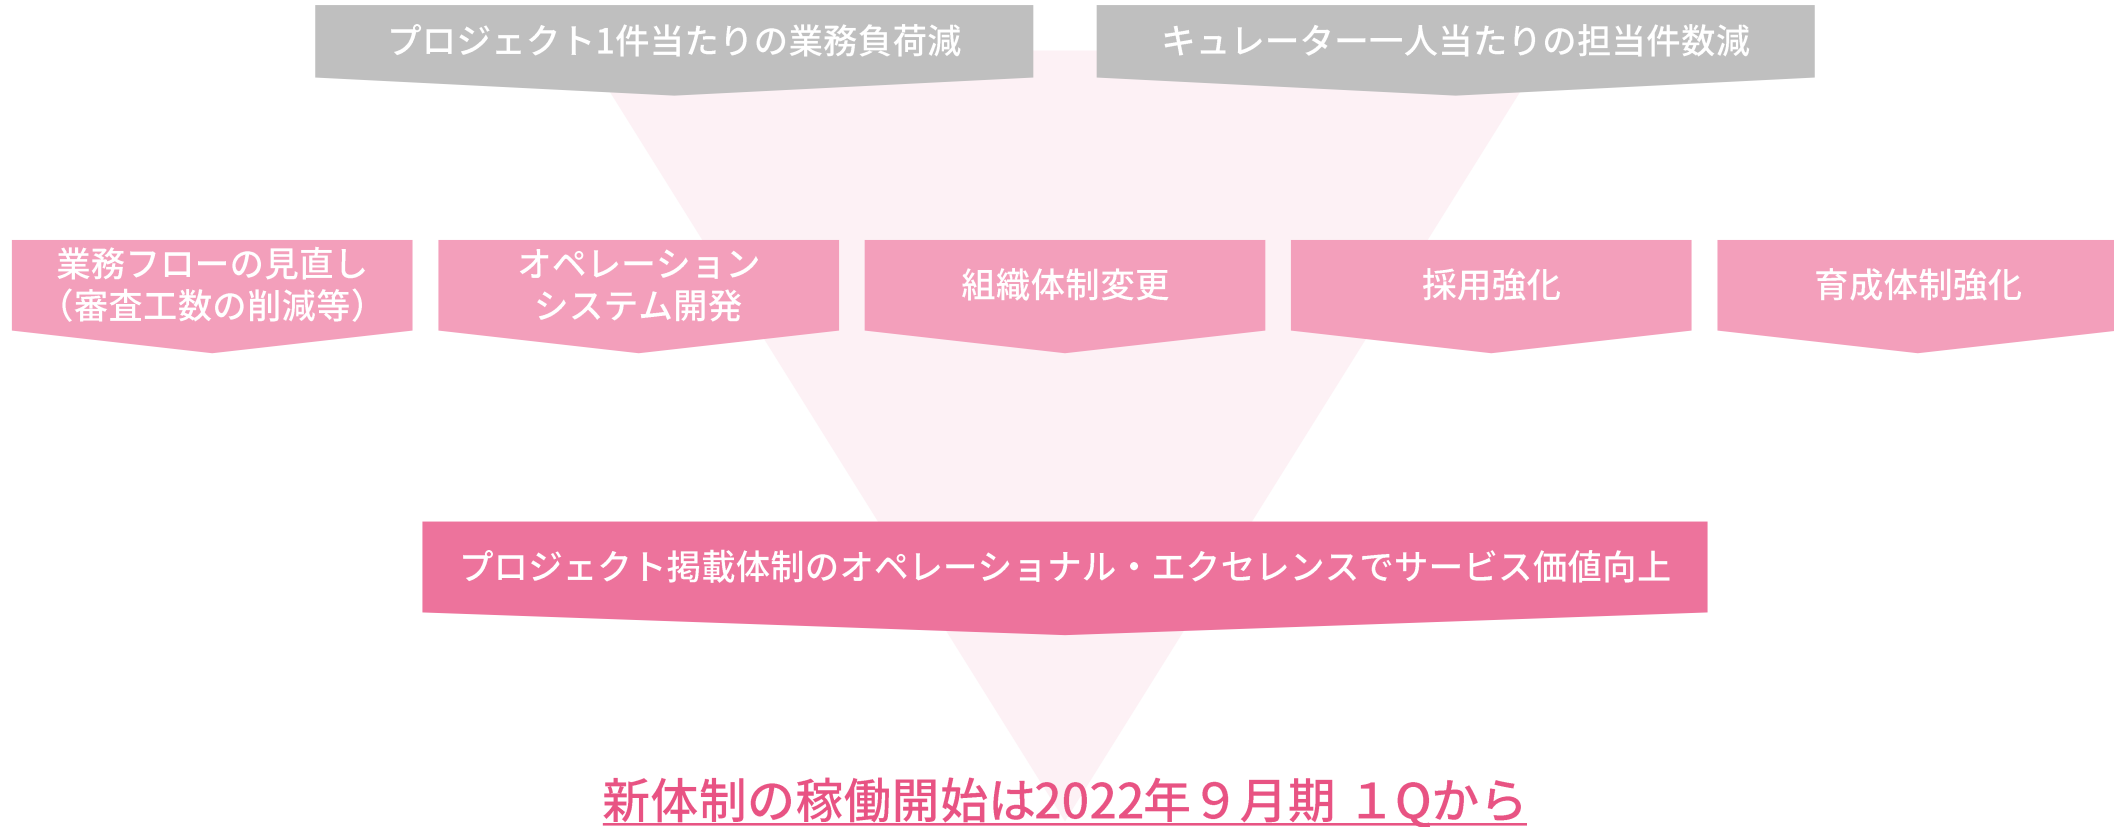 プロジェクト1件当たりの業務負荷減
キュレーター一人当たりの担当件数減
業務フローの見直し
（審査工数の削減等）
オペレーション
システム開発
組織体制変更
採用強化
育成体制強化
プロジェクト掲載体制のオペレーショナル・エクセレンスでサービス価値向上
新体制の稼働開始は2022年９月期 １Qから